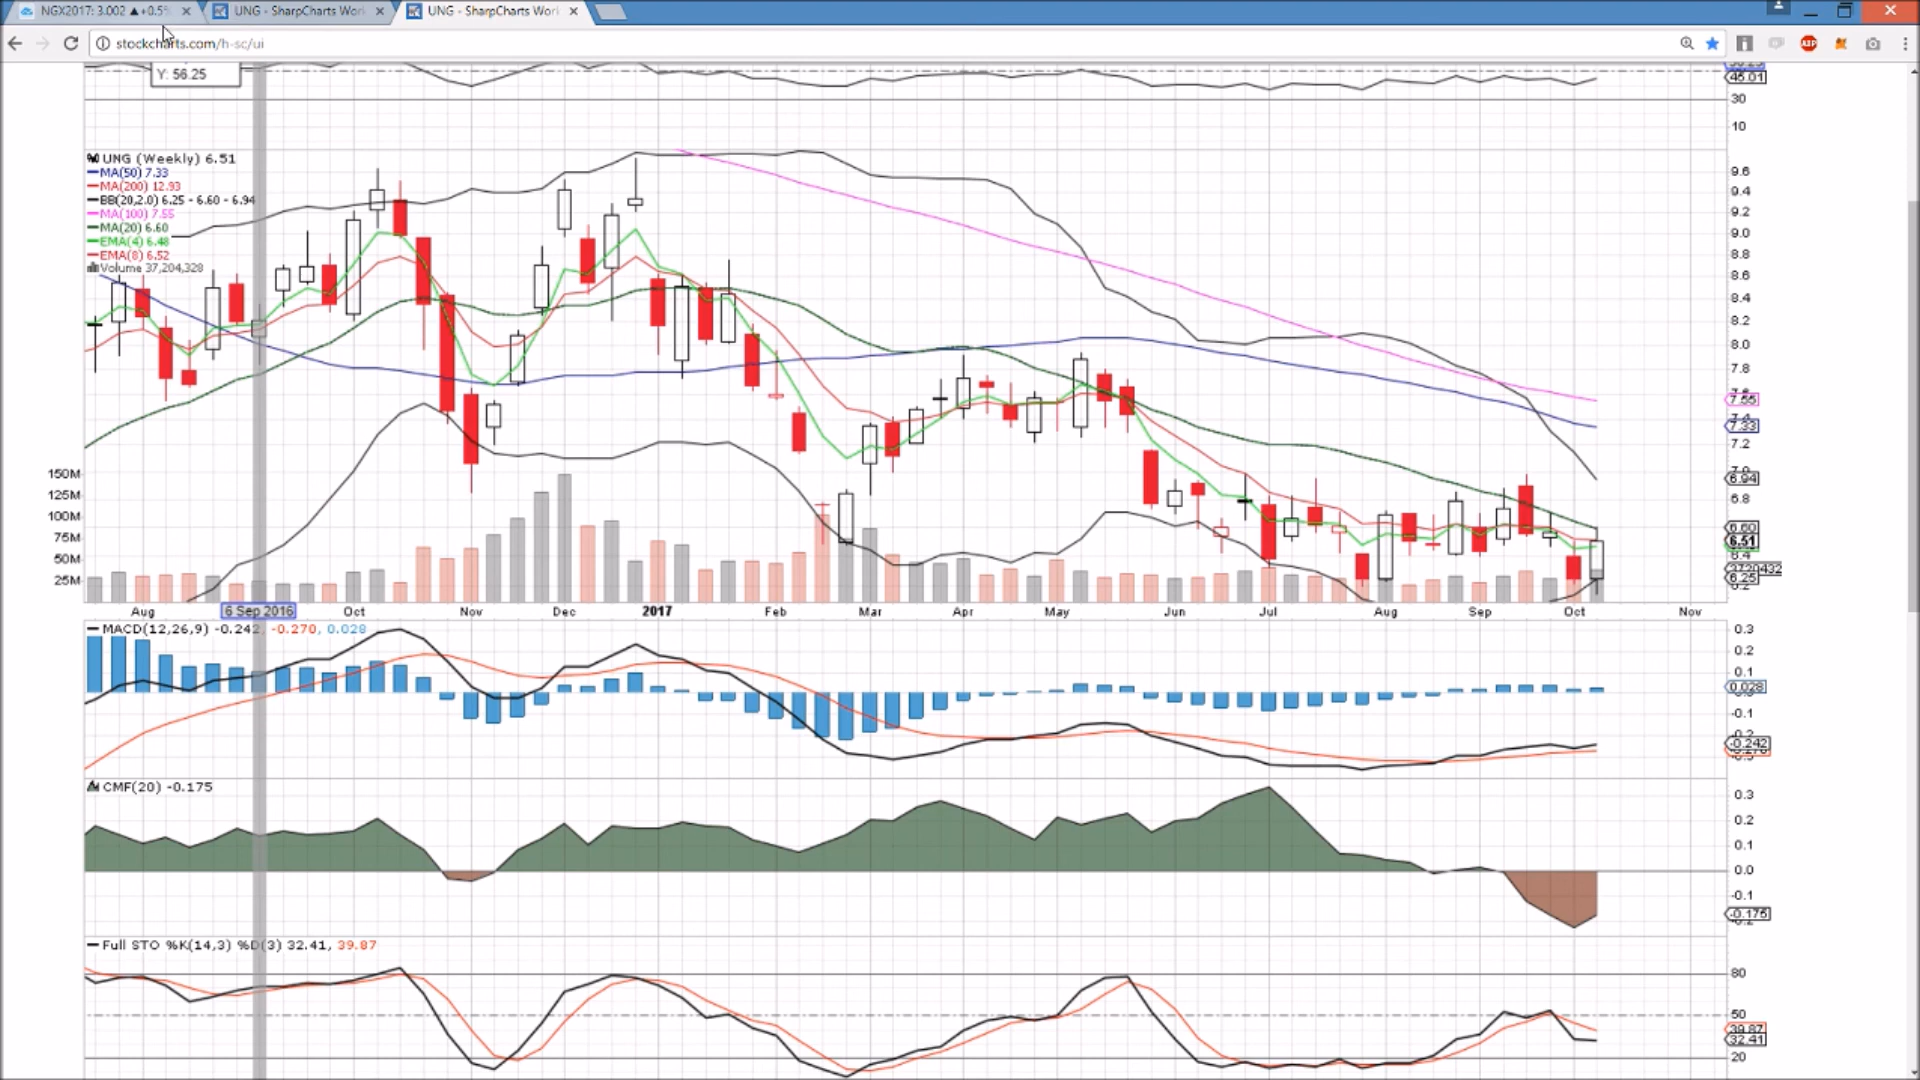 NGX2017: 3.002 ▲+0.5%
UNG - SharpCharts Wor
UNG - SharpCharts Wor
stockcharts.com/h-sc/ui
Y: 56.25
45.01
30
10
UNG (Weekly) 6.51
MA(50) 7.33
MA(200) 12.93
BB(20,2.0) 6.25 - 6.60 - 6.94
MA(100) 7.55
MA(20) 6.60
EMA(4) 6.48
EMA(8) 6.52
Volume 37,204,328
9.6
9.4
9.2
9.0
8.8
8.6
8.4
8.2
8.0
7.8
7.55
7.33
7.2
6.94
6.8
6.60
6.51
6.25
150M
125M
100M
75M
50M
25M
Aug 6 Sep 2016 Oct Nov Dec 2017 Feb Mar Apr May Jun Jul Aug Sep Oct Nov
MACD(12,26,9) -0.242, -0.270, 0.028
0.3
0.2
0.1
0.028
-0.1
-0.242
CMF(20) -0.175
0.3
0.2
0.1
0.0
-0.1
-0.175
Full STO %K(14,3) %D(3) 32.41, 39.87
80
50
39.87
32.41
20